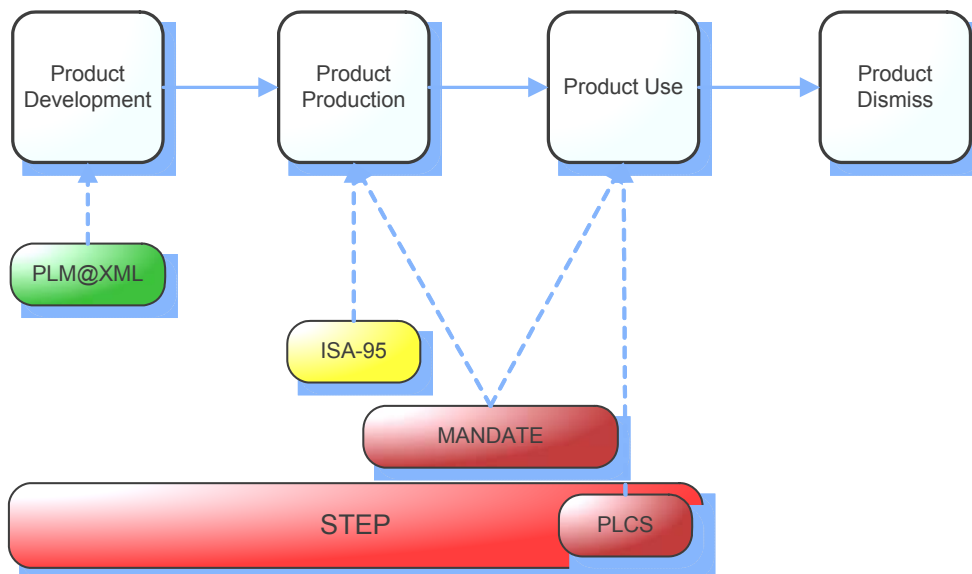 Product
Development
Product
Production
Product Use
Product
Dismiss
PLM@XML
ISA-95
MANDATE
STEP
PLCS